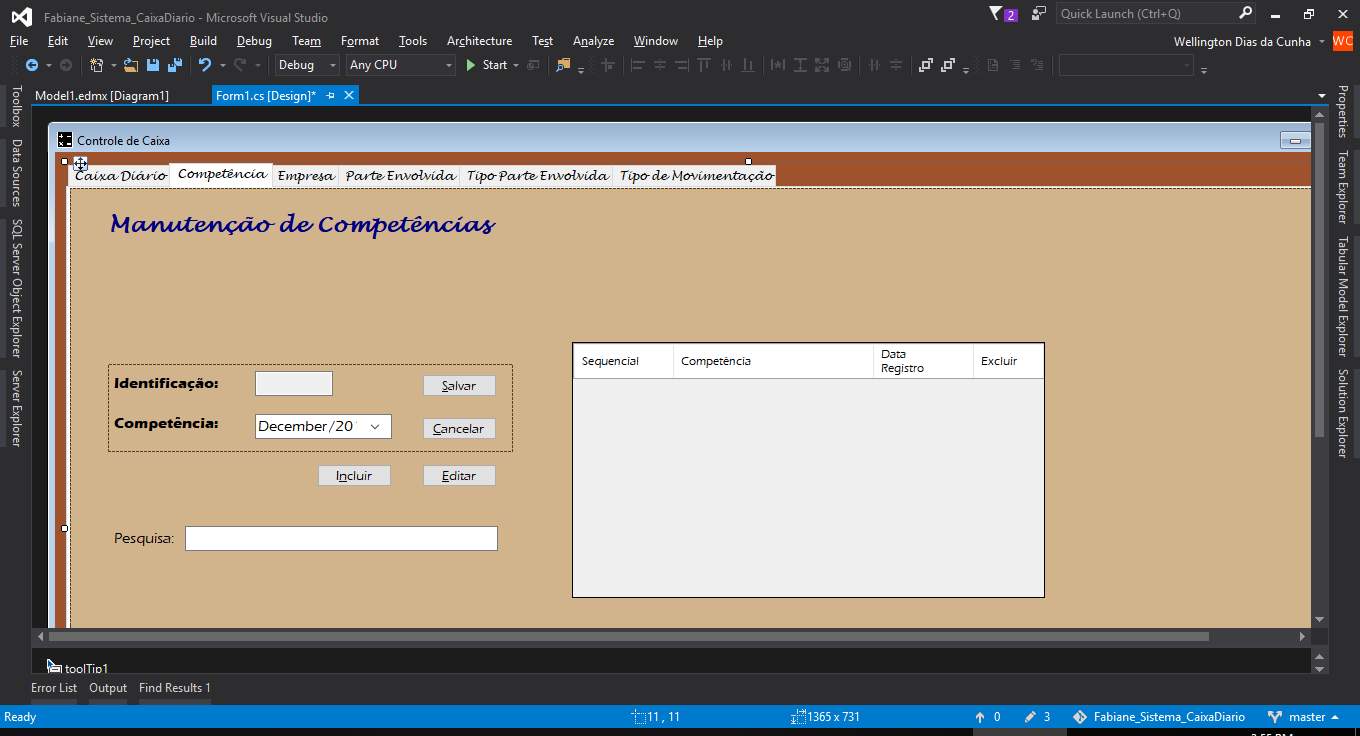 Fabiane_Sistema_CaixaDiario - Microsoft Visual Studio
2
Quick Launch (Ctrl+Q)
File Edit View Project Build Debug Team Format Tools Architecture Test Analyze Window Help
Wellington Dias da Cunha
WC
Debug Any CPU Start
Model1.edmx [Diagram1]
Form1.cs [Design]*
Toolbox
Data Sources
SQL Server Object Explorer
Server Explorer
Controle de Caixa
Caixa Diário Competência Empresa Parte Envolvida Tipo Parte Envolvida Tipo de Movimentação
Manutenção de Competências
Identificação:
Salvar
Competência:
December/20
Cancelar
Incluir
Editar
Pesquisa:
Sequencial Competência Data Registro Excluir
Properties
Team Explorer
Tabular Model Explorer
Solution Explorer
toolTip1
Error List Output Find Results 1
Ready
11 , 11
1365 x 731
0
3
Fabiane_Sistema_CaixaDiario
master